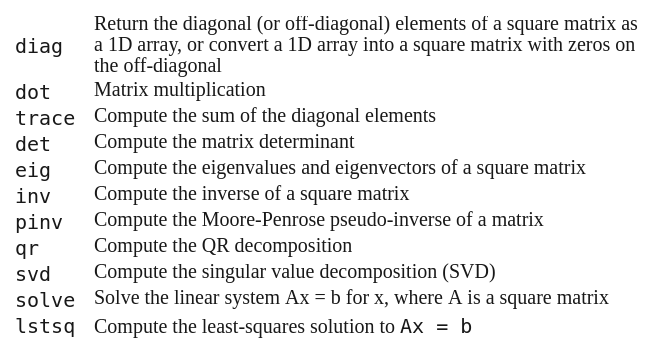 diag Return the diagonal (or off-diagonal) elements of a square matrix as
a 1D array, or convert a 1D array into a square matrix with zeros on
the off-diagonal
dot Matrix multiplication
trace Compute the sum of the diagonal elements
det Compute the matrix determinant
eig Compute the eigenvalues and eigenvectors of a square matrix
inv Compute the inverse of a square matrix
pinv Compute the Moore-Penrose pseudo-inverse of a matrix
qr Compute the QR decomposition
svd Compute the singular value decomposition (SVD)
solve Solve the linear system Ax = b for x, where A is a square matrix
lstsq Compute the least-squares solution to Ax = b